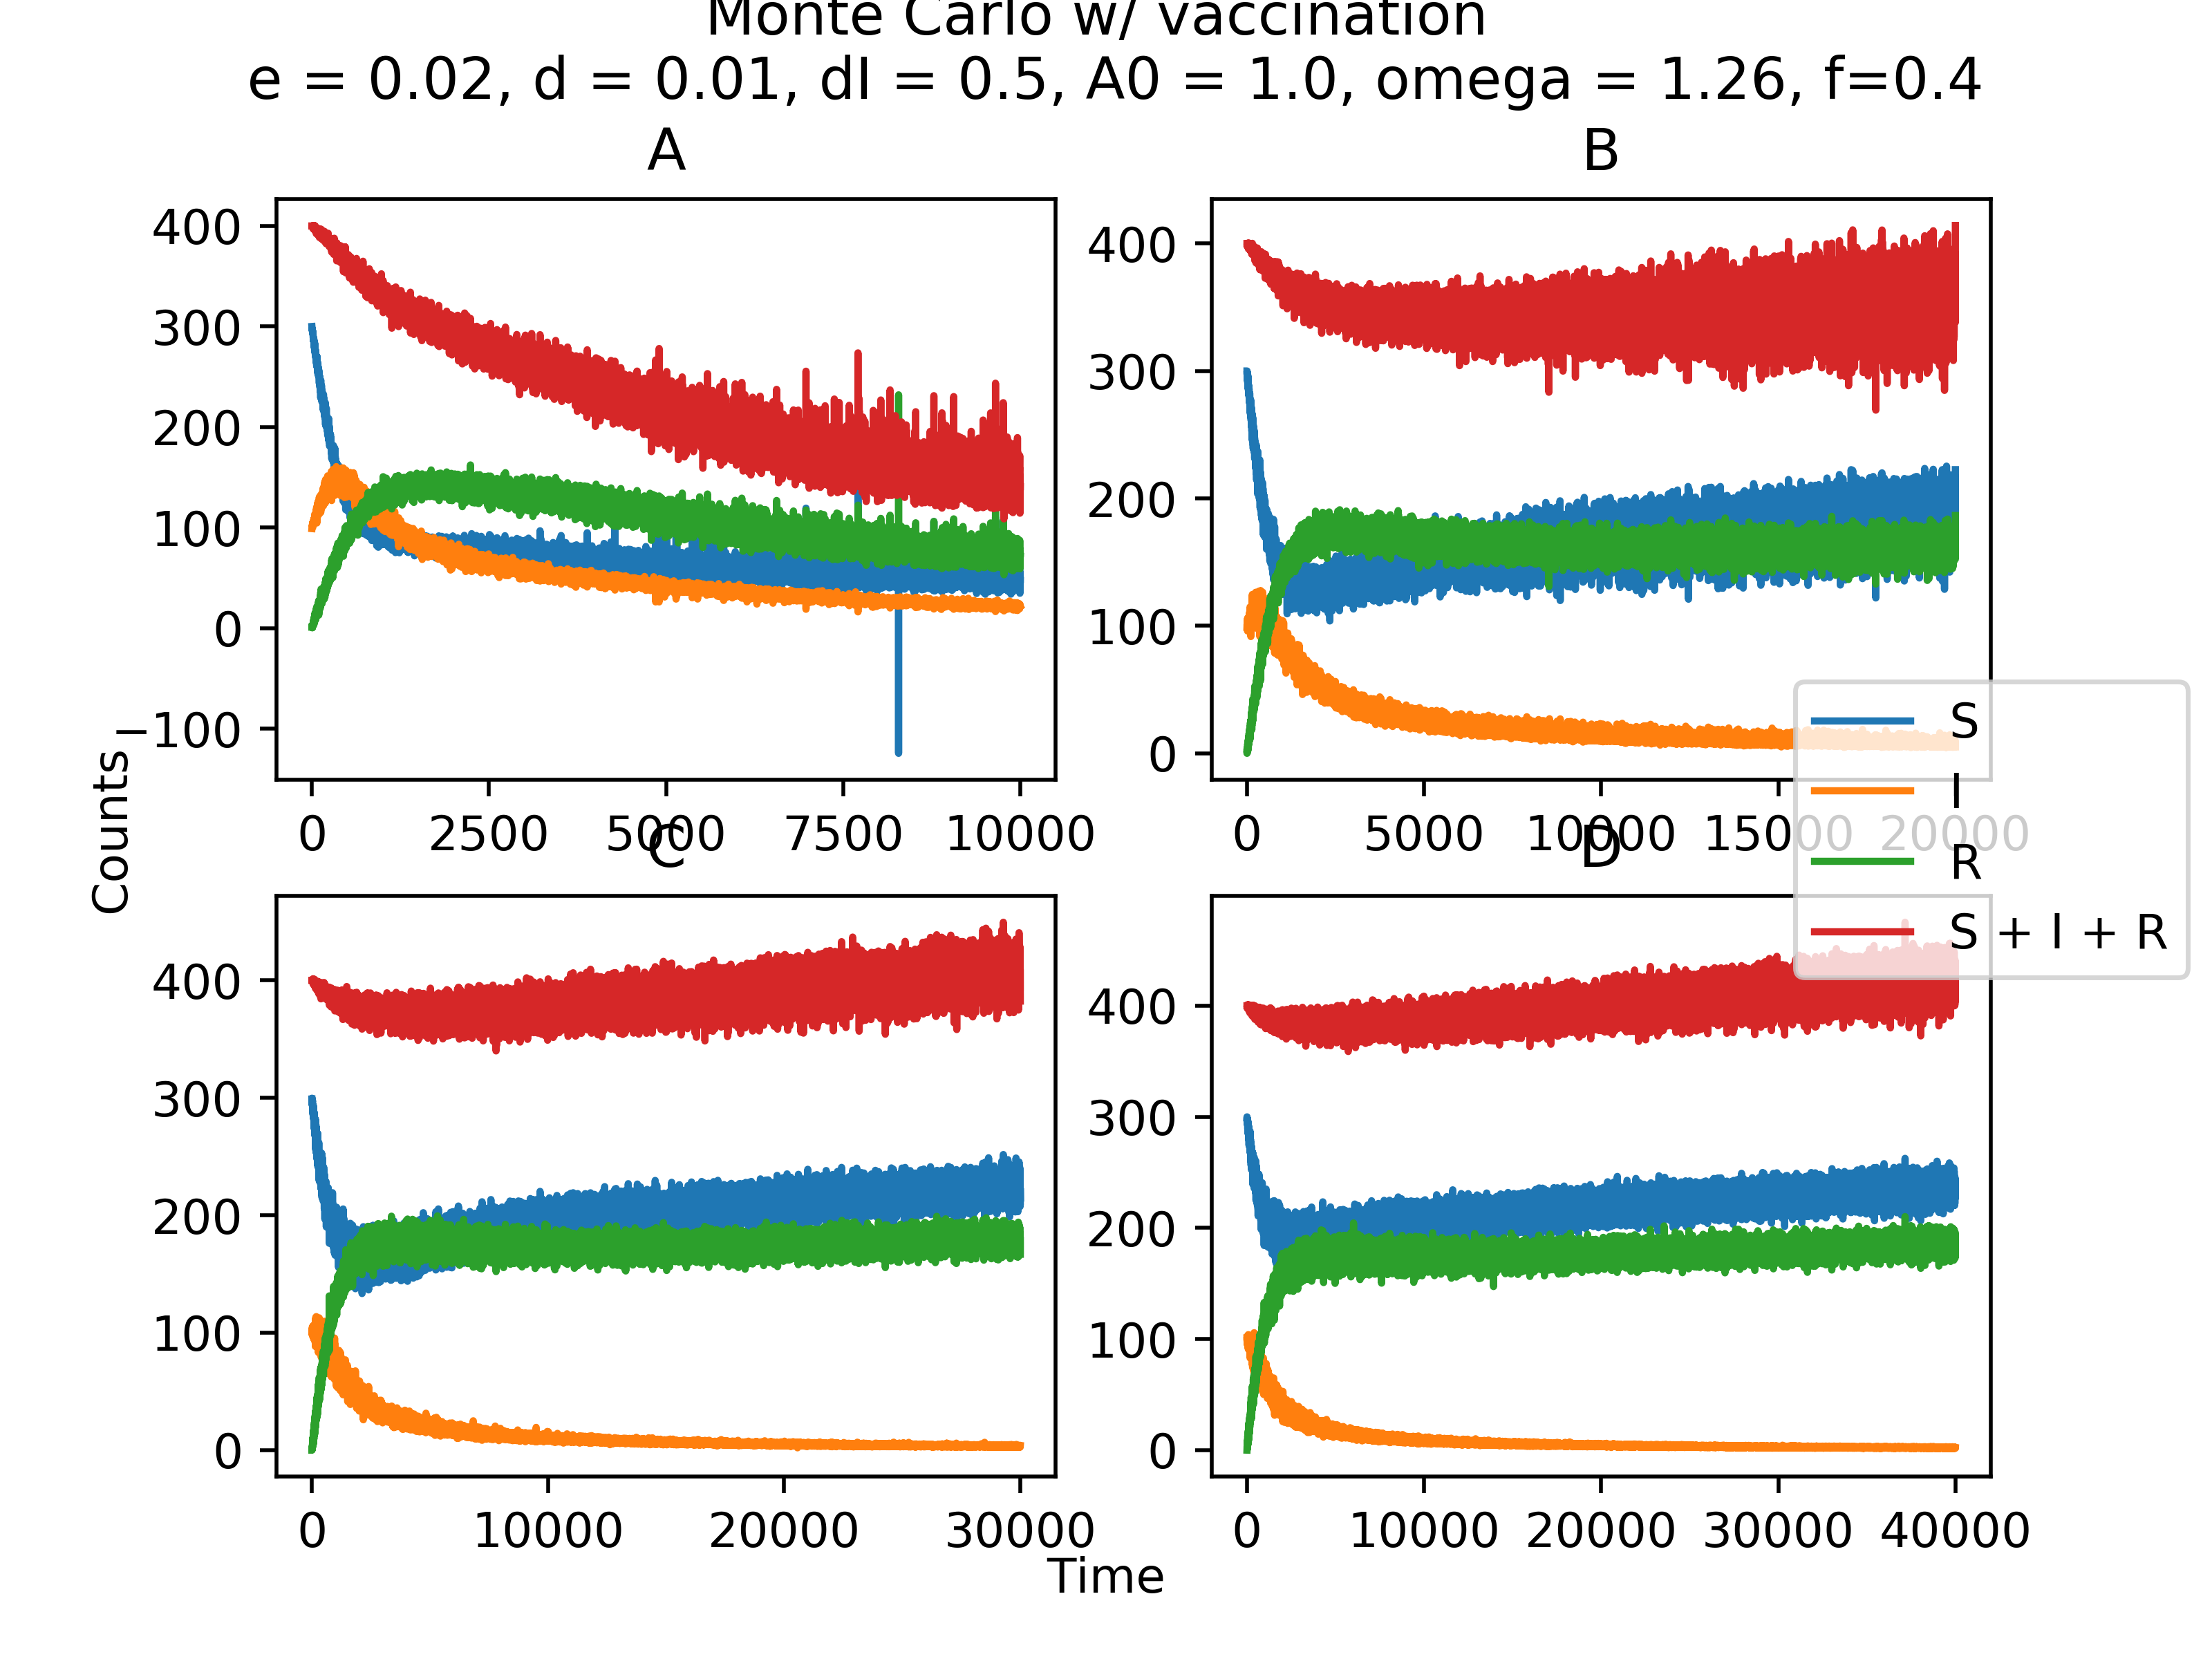 Monte Carlo w/ vaccination
e = 0.02, d = 0.01, dI = 0.5, A0 = 1.0, omega = 1.26, f=0.4
A
B
400
300
200
100
0
−100
0 2500 5000 7500 10000
400
300
200
100
0
0 5000 10000 15000 20000
Counts
S
I
R
S + I + R
C
D
400
300
200
100
0
0 10000 20000 30000
400
300
200
100
0
0 10000 20000 30000 40000
Time